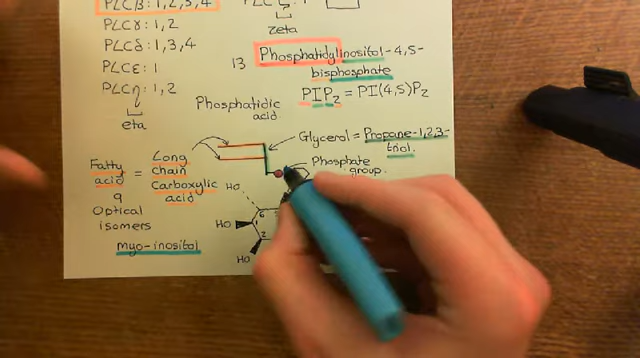 PLCβ: 1,2,3,4
PLCγ: 1,2
PLCδ: 1,3,4
PLCε: 1
PLCη: 1,2
eta
zeta
13
Phosphatidylinositol-4,5-
bisphosphate
PIP2 = PI(4,5)P2
Phosphatidic
acid
Glycerol = Propane-1,2,3-
triol
Phosphate
group.
Fatty
acid
=
Long
chain
Carboxylic
acid
9
Optical
isomers
myo-inositol
HO
HO
HO
6
2